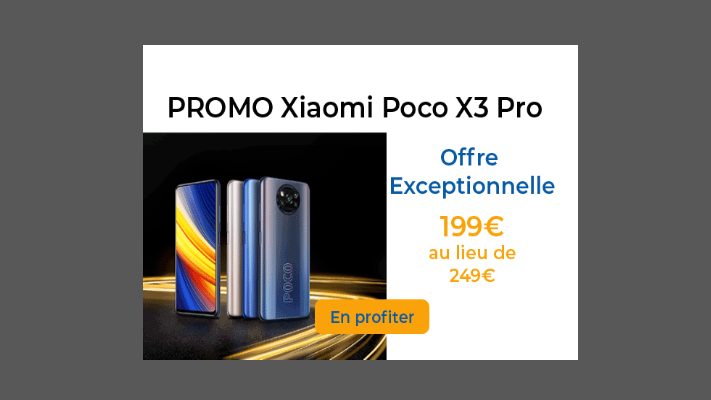 PROMO Xiaomi Poco X3 Pro
Offre
Exceptionnelle
199€
au lieu de
249€
POCO
En profiter